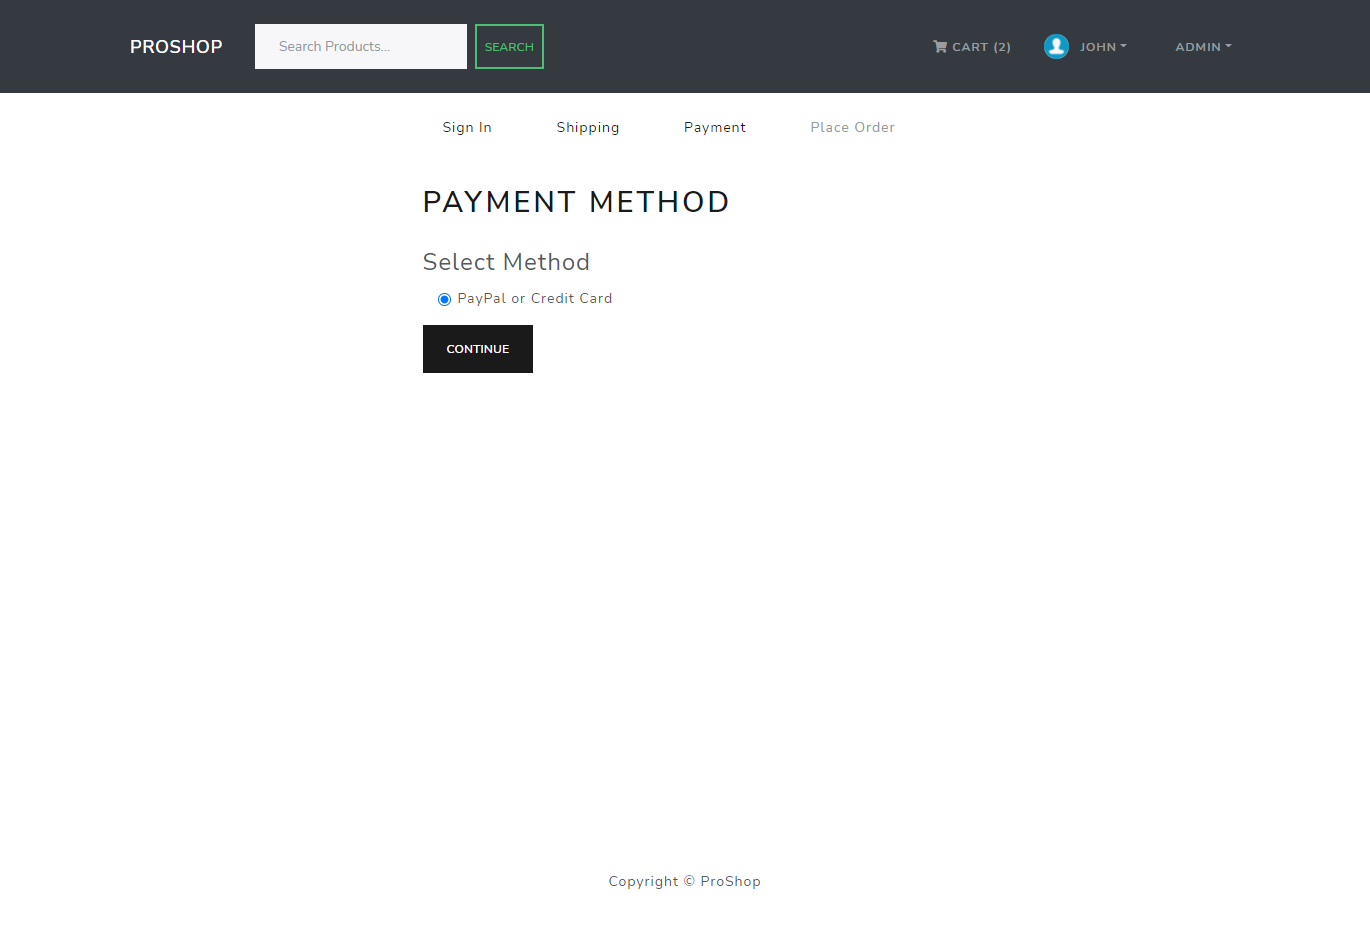 PROSHOP
Search Products...
SEARCH
CART (2)
JOHN
ADMIN
Sign In
Shipping
Payment
Place Order
PAYMENT METHOD
Select Method
PayPal or Credit Card
CONTINUE
Copyright © ProShop